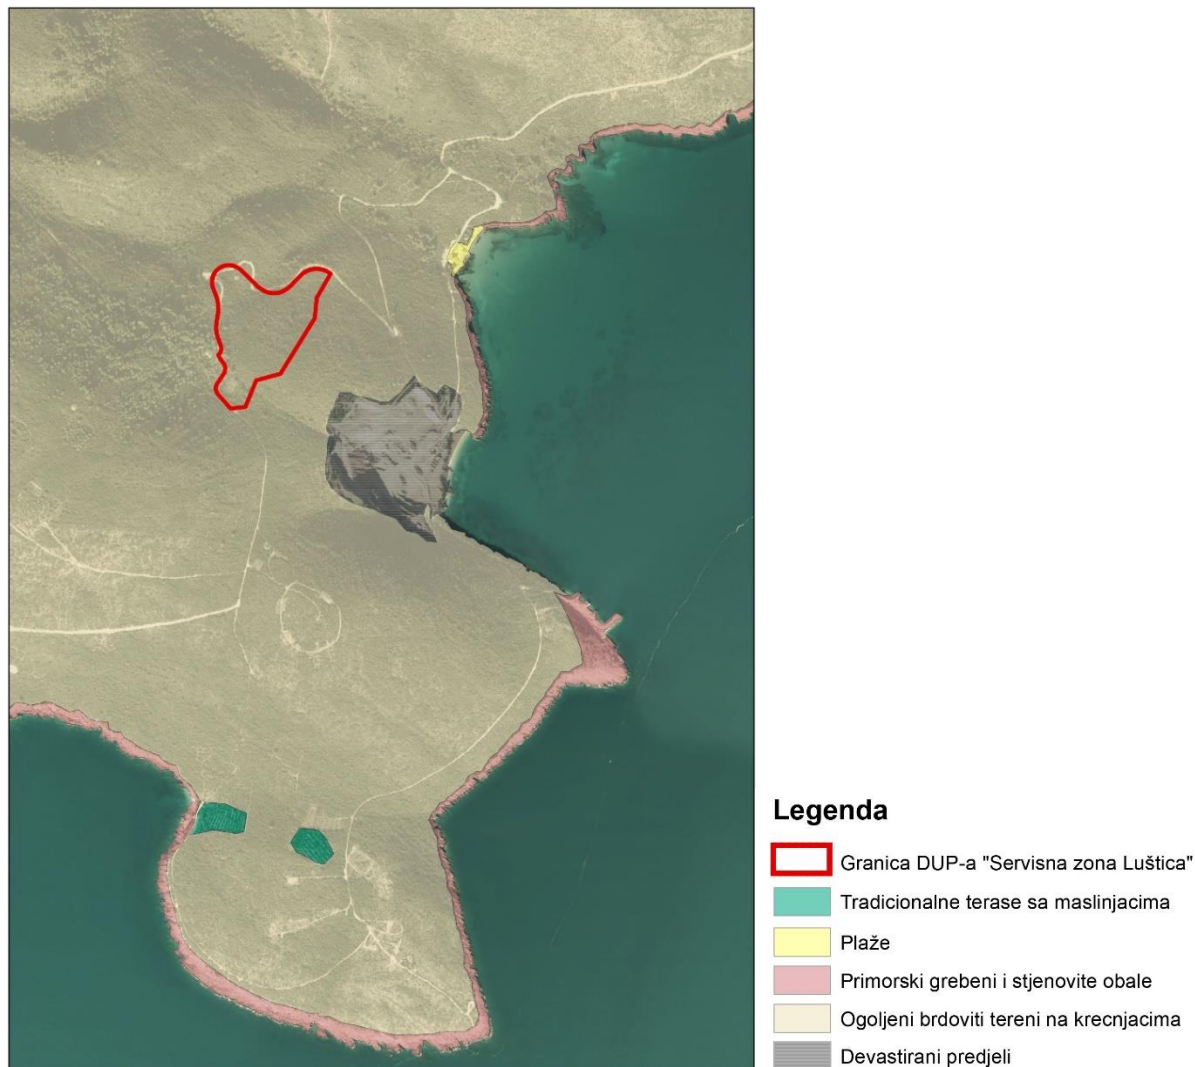 Legenda
Granica DUP-a "Servisna zona Luštica"
Tradicionalne terase sa maslinjacima
Plaže
Primorski grebeni i stjenovite obale
Ogoljeni brdoviti tereni na krecnjacima
Devastirani predjeli